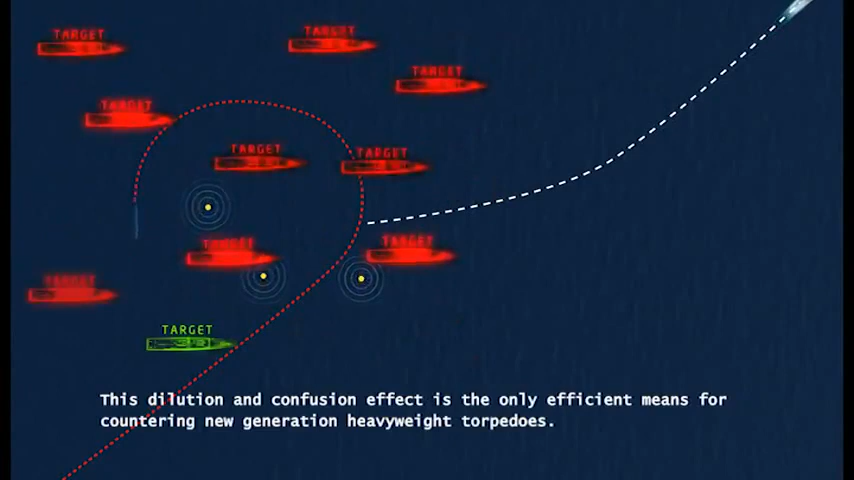 TARGET
TARGET
TARGET
TARGET
TARGET
TARGET
TARGET
TARGET
TARGET
TARGET
This dilution and confusion effect is the only efficient means for
countering new generation heavyweight torpedoes.